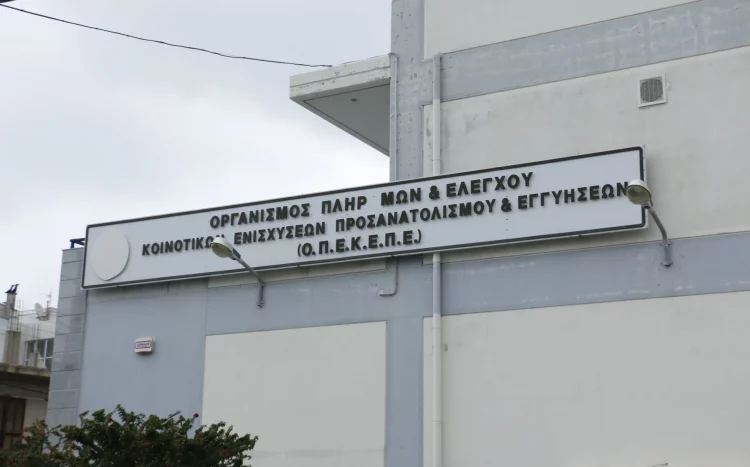 ΟΡΓΑΝΙΣΜΟΣ ΠΛΗΡ ΜΩΝ & ΕΛΕΓΧΟΥ
ΚΟΙΝΟΤΙΚΩΝ ΕΝΙΣΧΥΣΕΩΝ ΠΡΟΣΑΝΑΤΟΛΙΣΜΟΥ & ΕΓΓΥΗΣΕΩΝ
(Ο.Π.Ε.Κ.Ε.Π.Ε.)